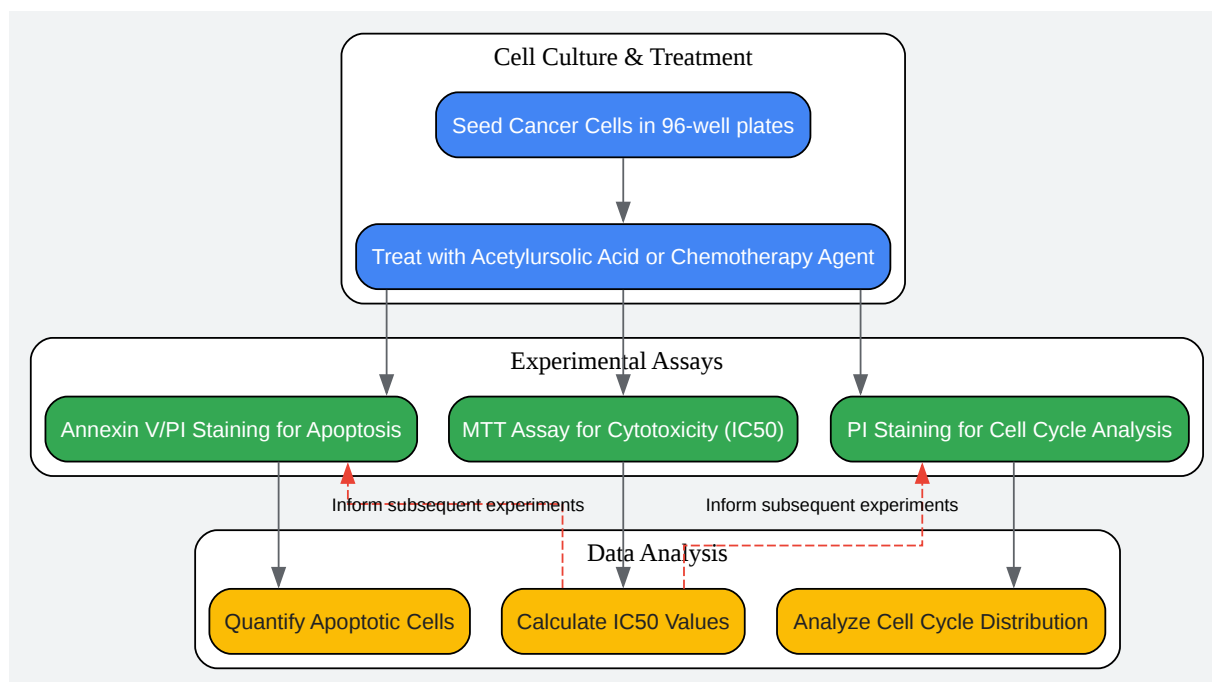 Cell Culture & Treatment
Seed Cancer Cells in 96-well plates
Treat with Acetylursolic Acid or Chemotherapy Agent
Experimental Assays
Annexin V/PI Staining for Apoptosis
MTT Assay for Cytotoxicity (IC50)
PI Staining for Cell Cycle Analysis
Inform subsequent experiments
Inform subsequent experiments
Data Analysis
Quantify Apoptotic Cells
Calculate IC50 Values
Analyze Cell Cycle Distribution